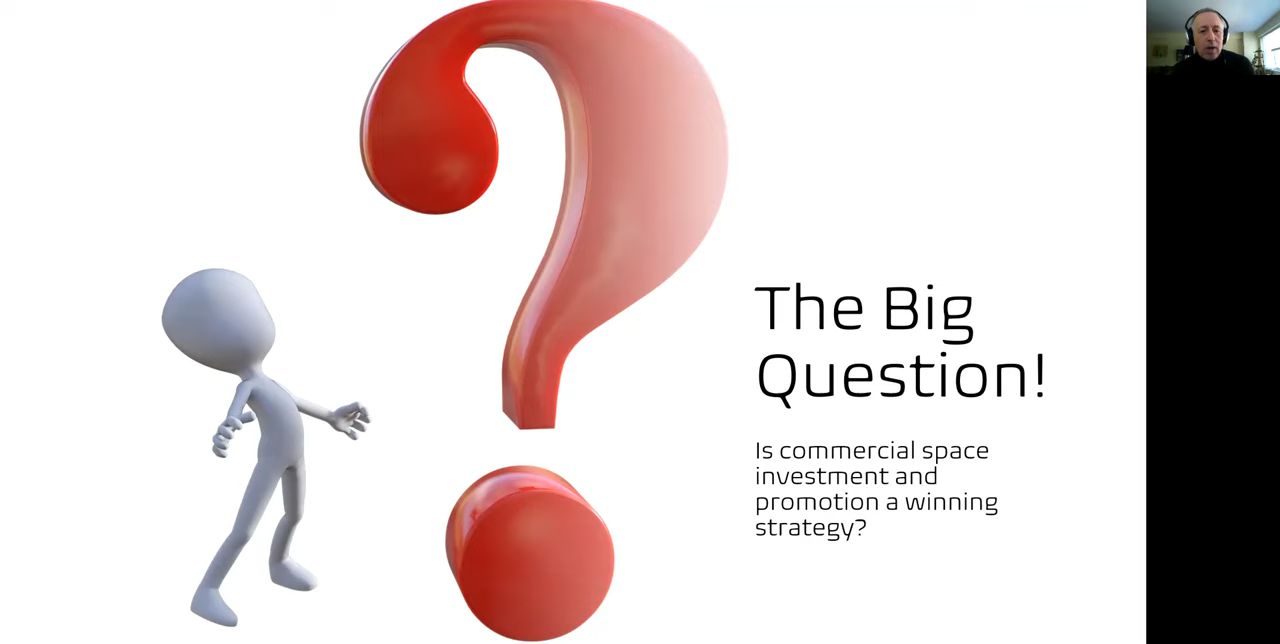 The Big
Question!
Is commercial space
investment and
promotion a winning
strategy?